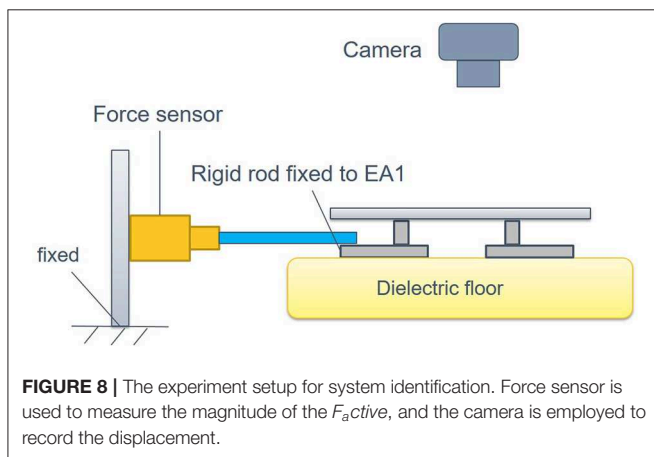 Camera
Force sensor
Rigid rod fixed to EA1
fixed
Dielectric floor
FIGURE 8 | The experiment setup for system identification. Force sensor is
used to measure the magnitude of the F_active, and the camera is employed to
record the displacement.